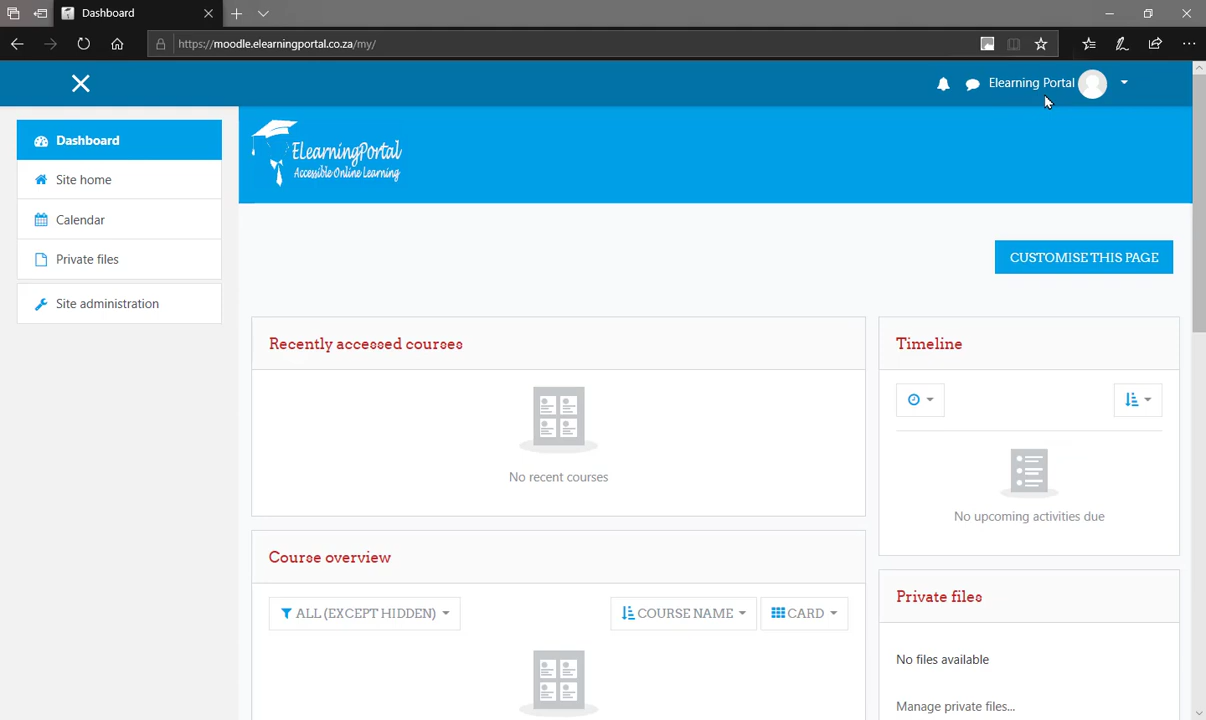 Dashboard
https://moodle.elearningportal.co.za/my/
Elearning Portal
Dashboard
Site home
Calendar
Private files
Site administration
ElearningPortal
Accessible Online Learning
CUSTOMISE THIS PAGE
Recently accessed courses
No recent courses
Timeline
No upcoming activities due
Course overview
ALL (EXCEPT HIDDEN)
COURSE NAME
CARD
Private files
No files available
Manage private files...